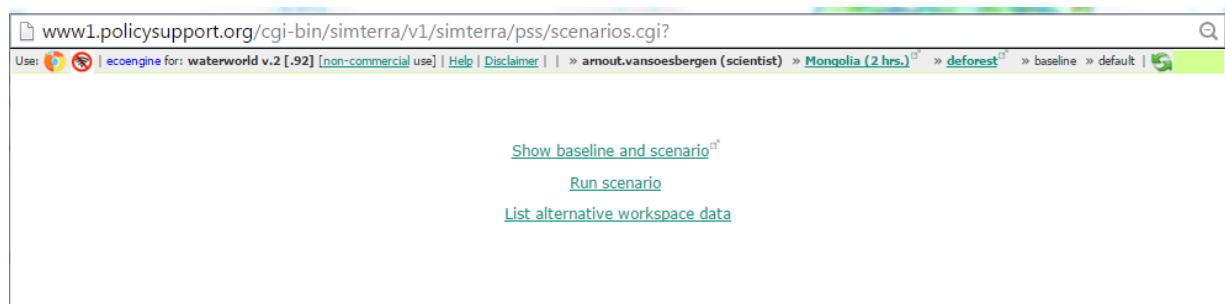 www1.policysupport.org/cgi-bin/simterra/v1/simterra/pss/scenarios.cgi?
Use: | ecoengine for: waterworld v.2 [.92] [non-commercial use] | Help | Disclaimer | | » arnout.vansoesbergen (scientist) » Mongolia (2 hrs.) » deforest » baseline » default |
Show baseline and scenario
Run scenario
List alternative workspace data